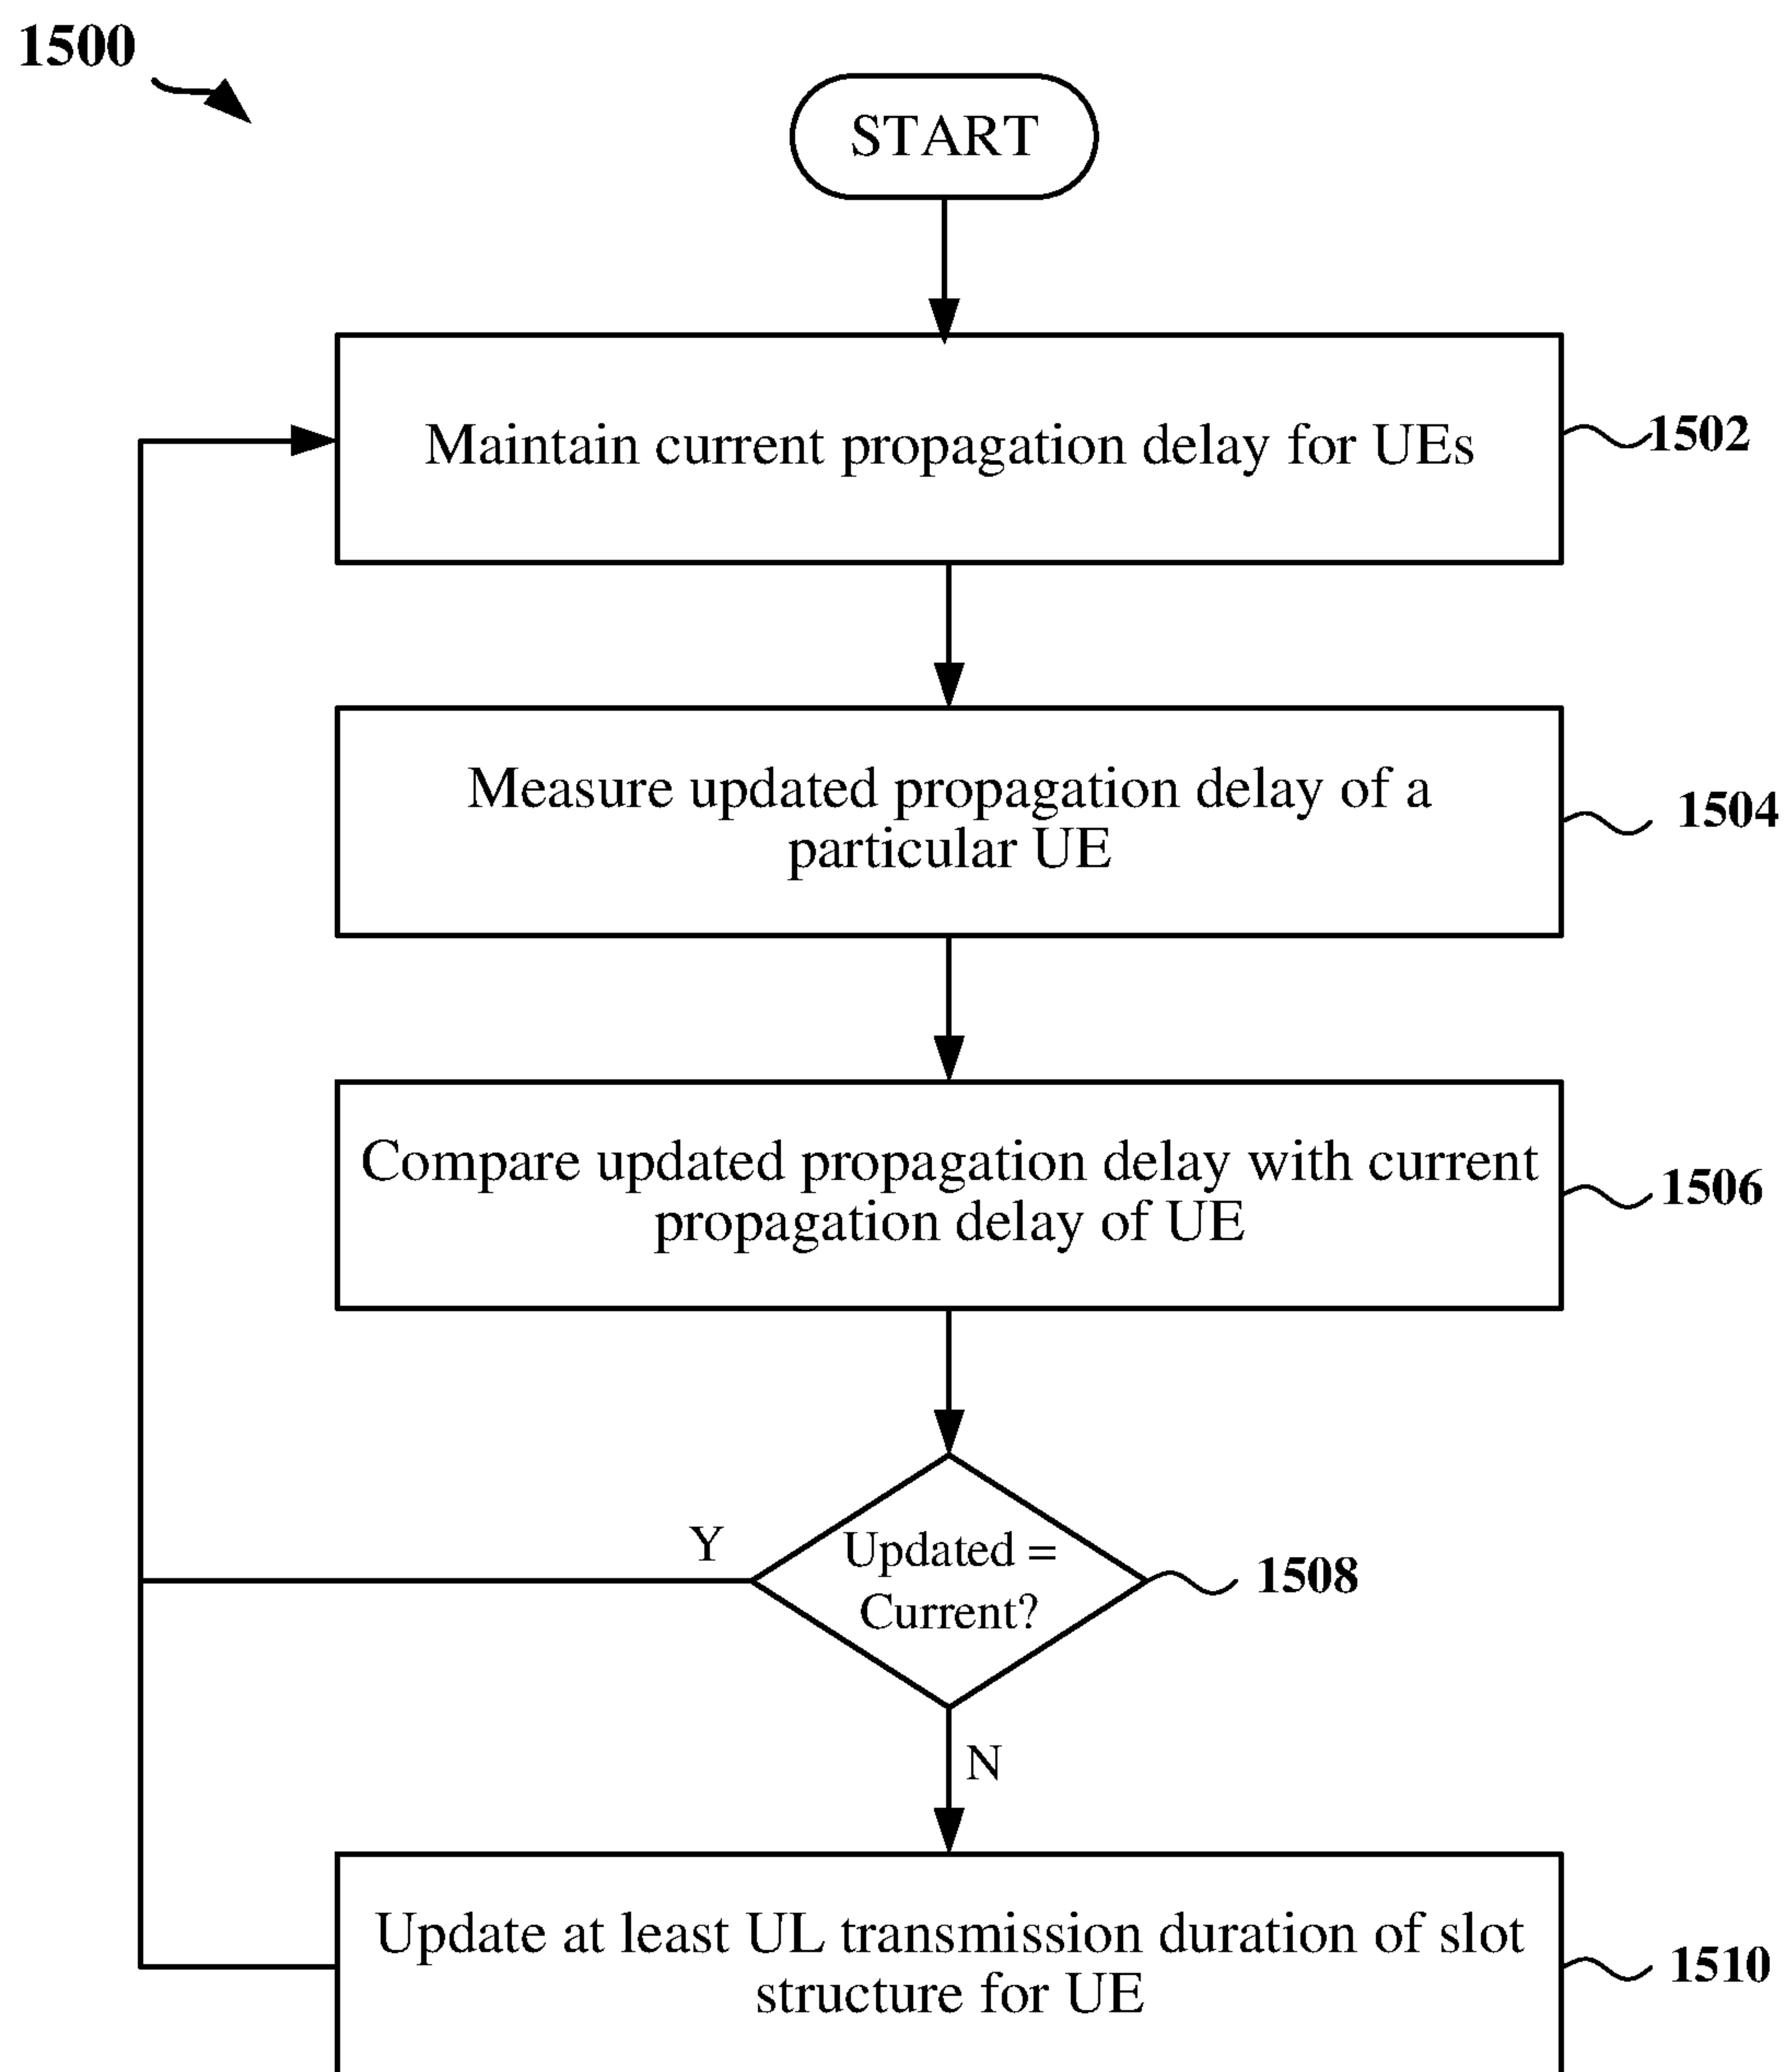 1500
START
Maintain current propagation delay for UEs
1502
Measure updated propagation delay of a
particular UE
1504
Compare updated propagation delay with current
propagation delay of UE
1506
Y
Updated =
Current?
1508
N
Update at least UL transmission duration of slot
structure for UE
1510